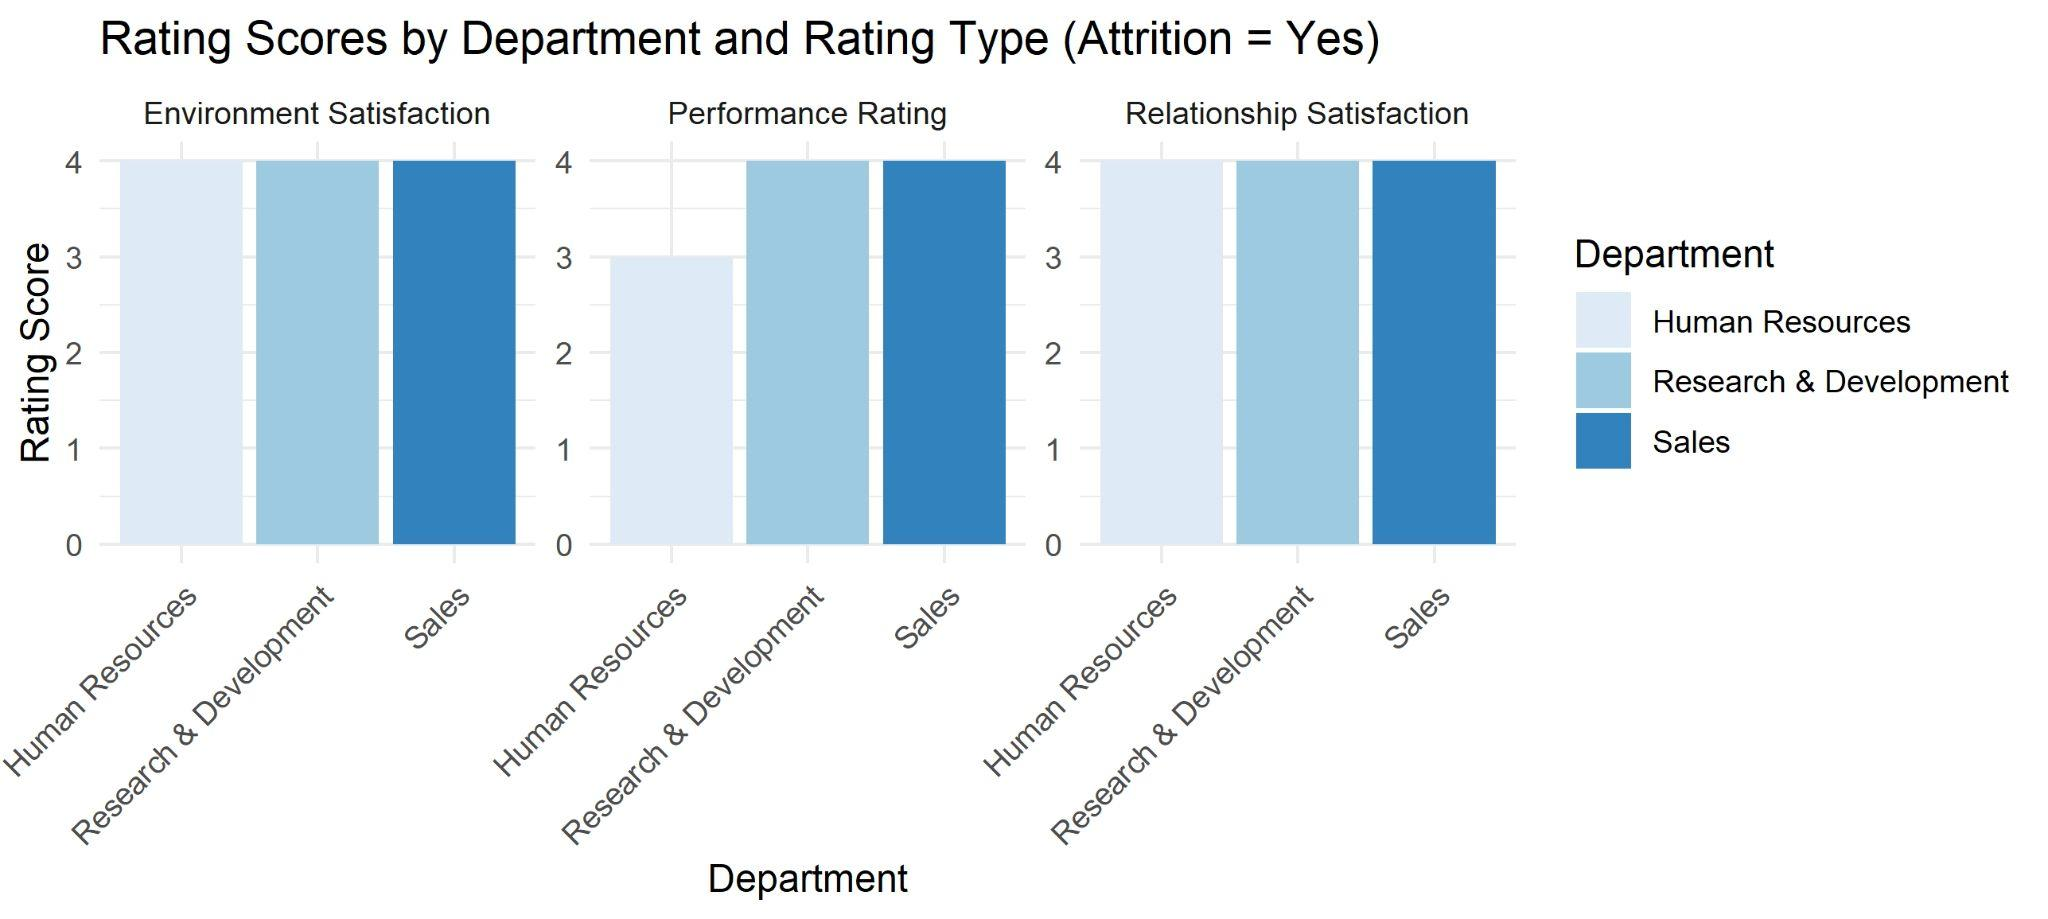 Rating Scores by Department and Rating Type (Attrition = Yes)
Environment Satisfaction
Performance Rating
Relationship Satisfaction
Rating Score
4
3
2
1
0
4
3
2
1
0
4
3
2
1
0
Human Resources
Research & Development
Sales
Human Resources
Research & Development
Sales
Human Resources
Research & Development
Sales
Department
Department
Human Resources
Research & Development
Sales